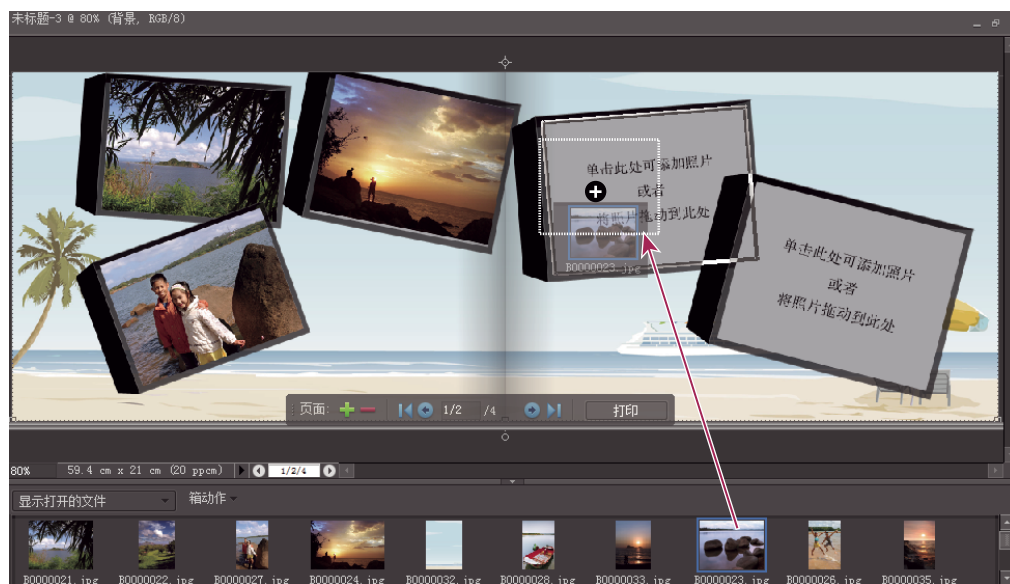 未标题-3 @ 80% (背景, RGB/8)
单击此处可添加照片
或者
将照片拖动到此处
B0000023.jpg
单击此处可添加照片
或者
将照片拖动到此处
页面: 1/2 /4 打印
80% 59.4 cm x 21 cm (20 ppcm) 1/2/4
显示打开的文件 箱动作
B0000021.jpg B0000022.jpg B0000027.jpg B0000024.jpg B0000032.jpg B0000028.jpg B0000033.jpg B0000023.jpg B0000026.jpg B0000035.jpg